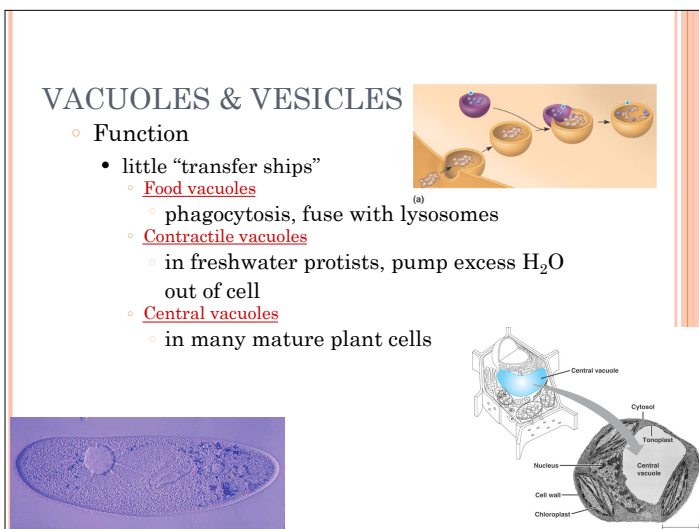 VACUOLES & VESICLES
Function
little “transfer ships”
Food vacuoles
phagocytosis, fuse with lysosomes
Contractile vacuoles
in freshwater protists, pump excess H₂O
out of cell
Central vacuoles
in many mature plant cells
(a)
Central vacuole
Cytosol
Tonoplast
Nucleus
Central
vacuole
Cell wall
Chloroplast